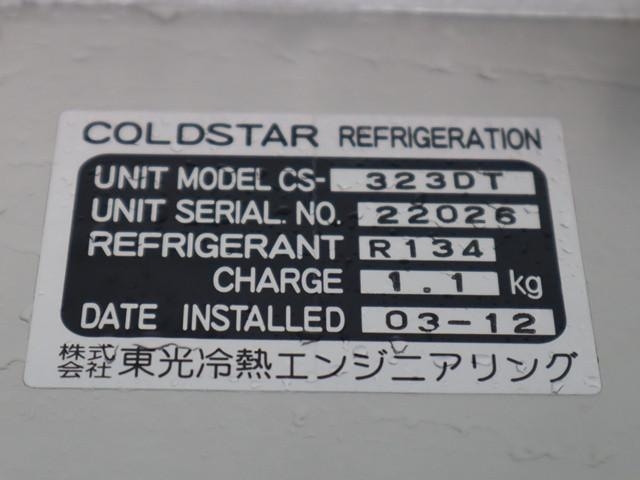 COLDSTAR REFRIGERATION
UNIT MODEL CS- 323DT
UNIT SERIAL. NO. 22026
REFRIGERANT R134
CHARGE 1.1 kg
DATE INSTALLED 03-12
株式会社 東光冷熱エンジニアリング